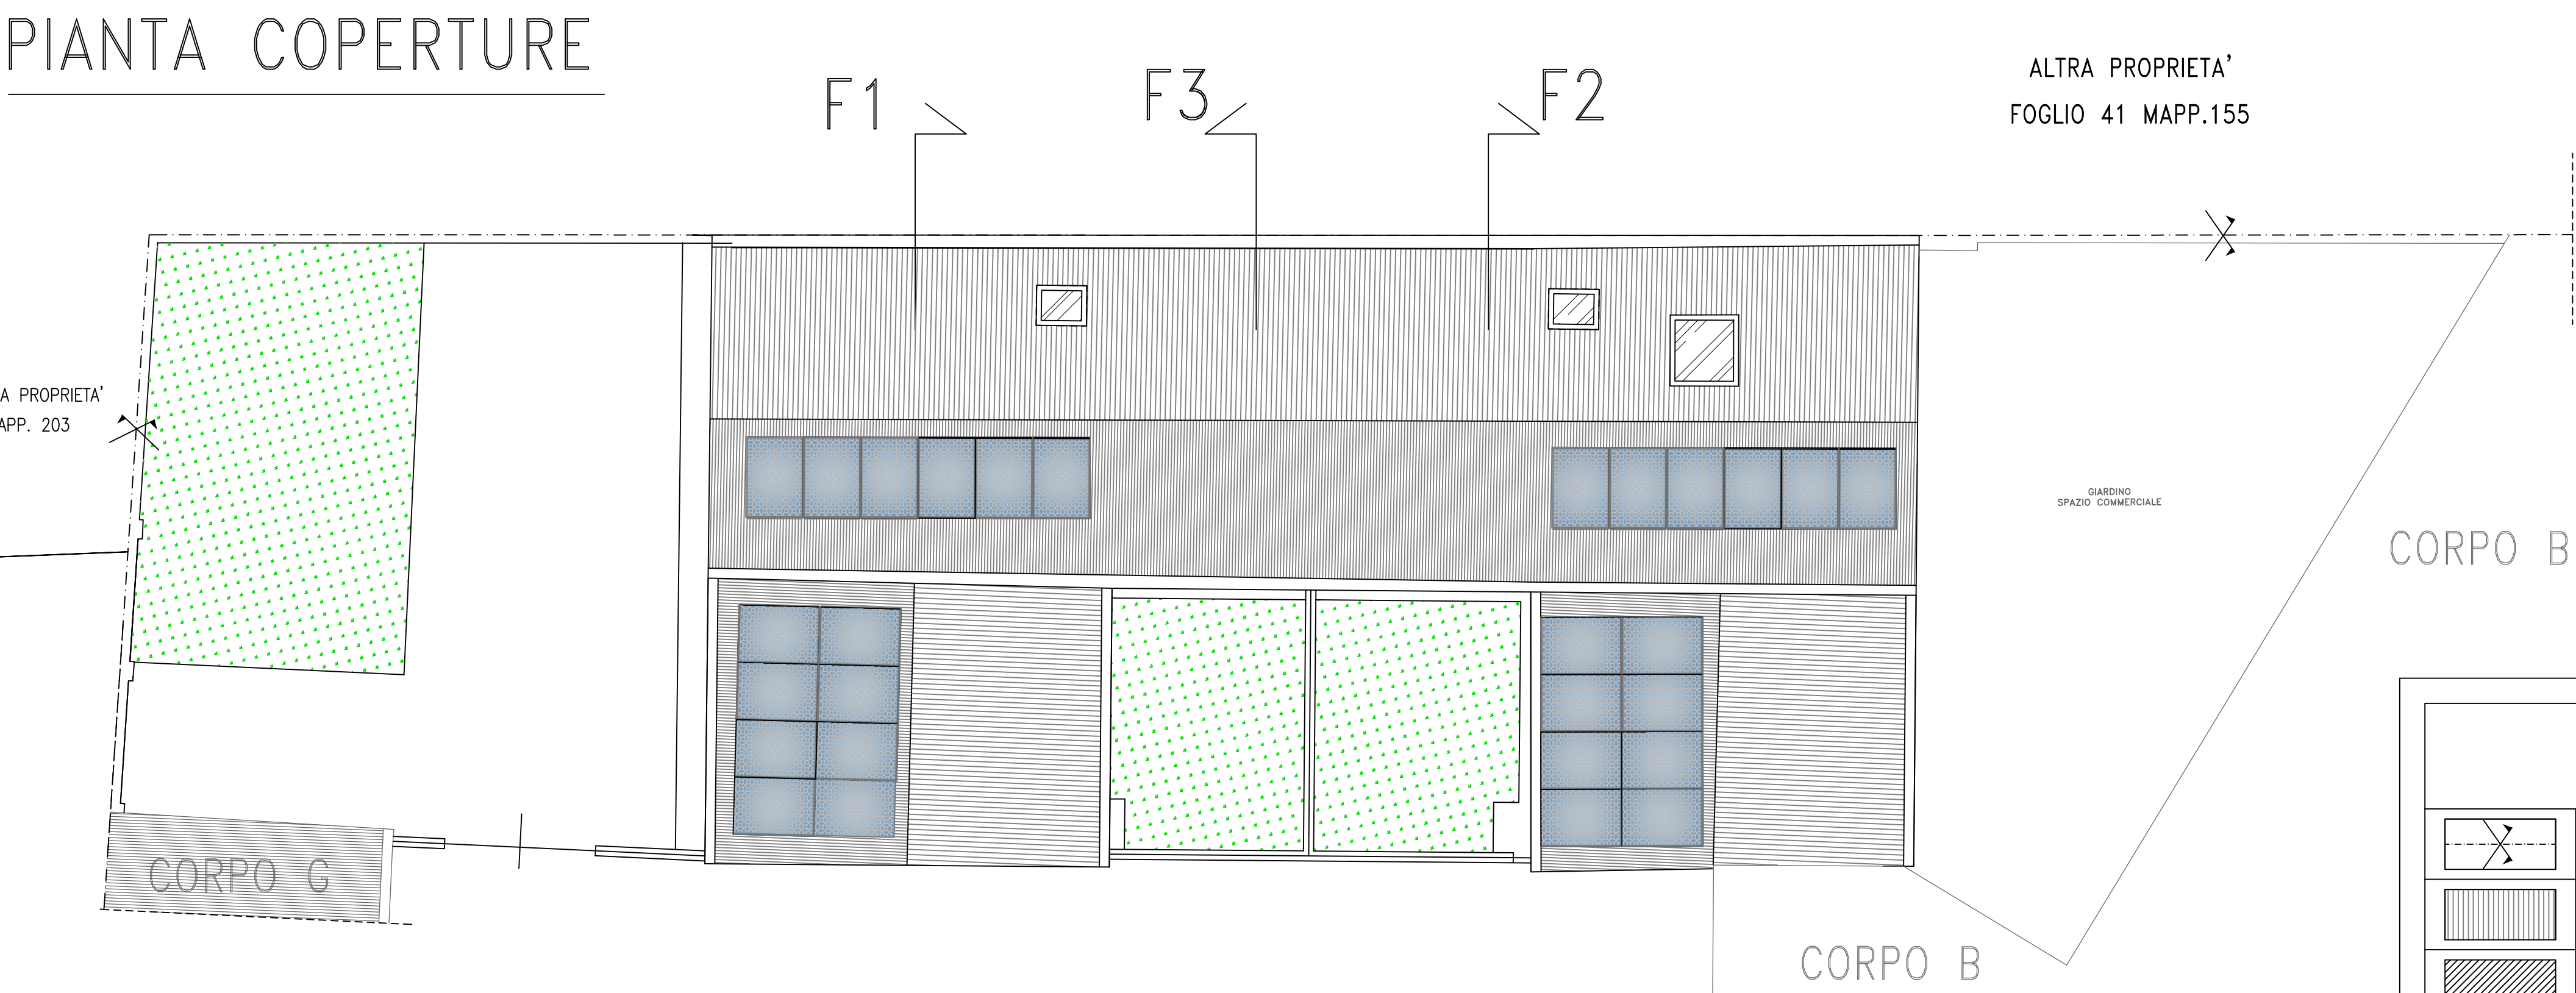 PIANTA COPERTURE
F1
F3
F2
ALTRA PROPRIETA'
FOGLIO 41 MAPP.155
A PROPRIETA'
APP. 203
GIARDINO
SPAZIO COMMERCIALE
CORPO B
CORPO G
CORPO B